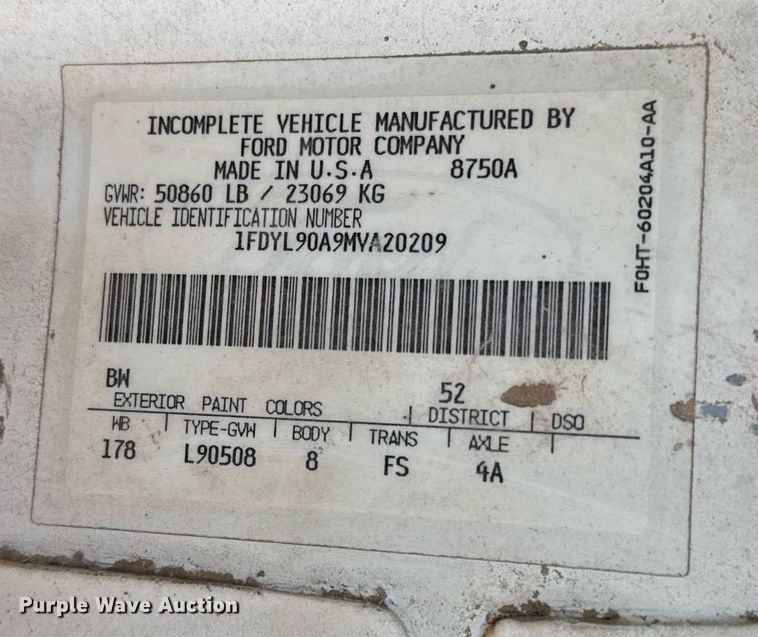 INCOMPLETE VEHICLE MANUFACTURED BY
FORD MOTOR COMPANY
MADE IN U.S.A 8750A
GVWR: 50860 LB / 23069 KG
VEHICLE IDENTIFICATION NUMBER
1FDYL90A9MVA20209
F0HT-60204A10-AA
BW 52
EXTERIOR PAINT COLORS DISTRICT DSO
WB TYPE-GVW BODY TRANS AXLE
178 L90508 8 FS 4A
Purple Wave Auction